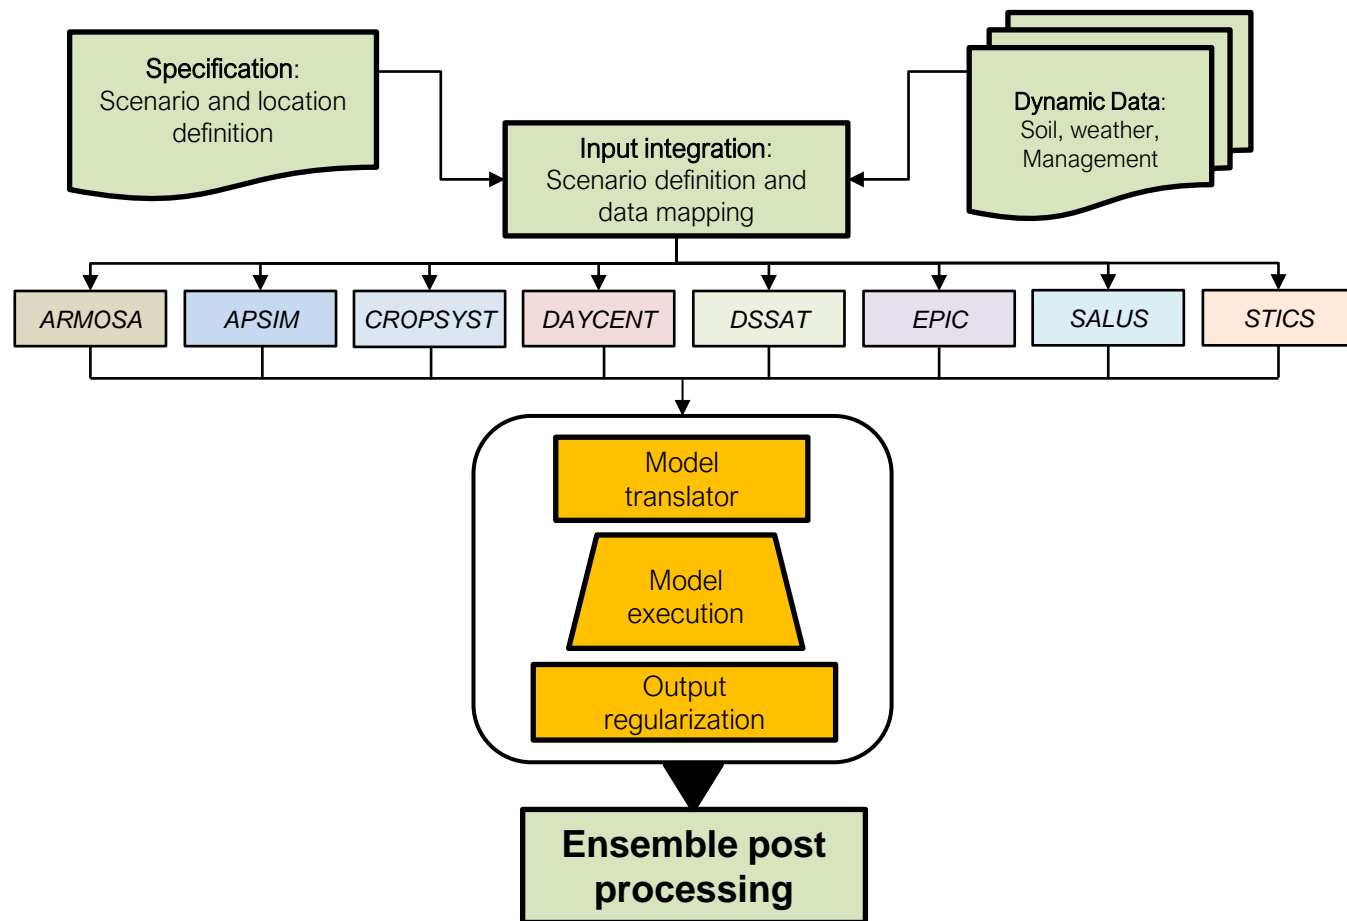 Specification:
Scenario and location
definition
Dynamic Data:
Soil, weather,
Management
Input integration:
Scenario definition and
data mapping
ARMOSA
APSIM
CROPSYST
DAYCENT
DSSAT
EPIC
SALUS
STICS
Model
translator
Model
execution
Output
regularization
Ensemble post
processing